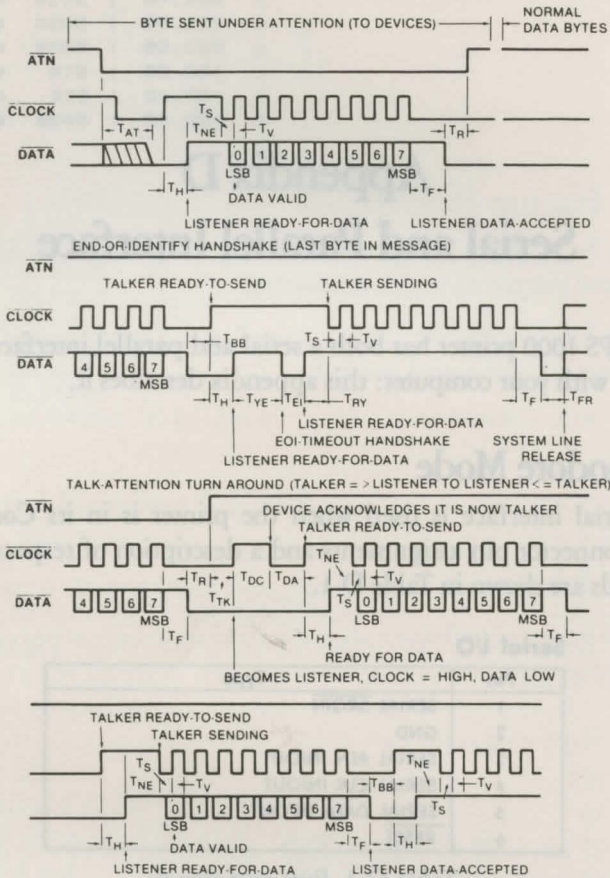 BYTE SENT UNDER ATTENTION (TO DEVICES)
NORMAL
DATA BYTES
ATN
CLOCK
TS
TAT TNE TV TR
DATA
0 1 2 3 4 5 6 7
TH LSB MSB TF
DATA VALID
LISTENER READY-FOR-DATA LISTENER DATA-ACCEPTED
END-OR-IDENTIFY HANDSHAKE (LAST BYTE IN MESSAGE)
ATN
TALKER READY-TO-SEND TALKER SENDING
CLOCK
TBB TS TV
DATA
4 5 6 7 0 1 2 3 4 5 6 7
MSB TH TYE TEI TRY TF TFR
LISTENER READY-FOR-DATA
EOI-TIMEOUT HANDSHAKE SYSTEM LINE
LISTENER READY-FOR-DATA RELEASE
TALK-ATTENTION TURN AROUND (TALKER = > LISTENER TO LISTENER < = TALKER)
ATN
DEVICE ACKNOWLEDGES IT IS NOW TALKER
TALKER READY-TO-SEND
CLOCK
TNE
TR TDC TDA TV
DATA
4 5 6 7 TTK TS 0 1 2 3 4 5 6 7
MSB LSB MSB
TF TH TF
READY FOR DATA
BECOMES LISTENER, CLOCK = HIGH, DATA LOW
TALKER READY-TO-SEND
TALKER SENDING
TS TNE
TNE TV TBB TV
0 1 2 3 4 5 6 7 TS
LSB MSB
TH DATA VALID TF TH
LISTENER READY-FOR-DATA LISTENER DATA-ACCEPTED